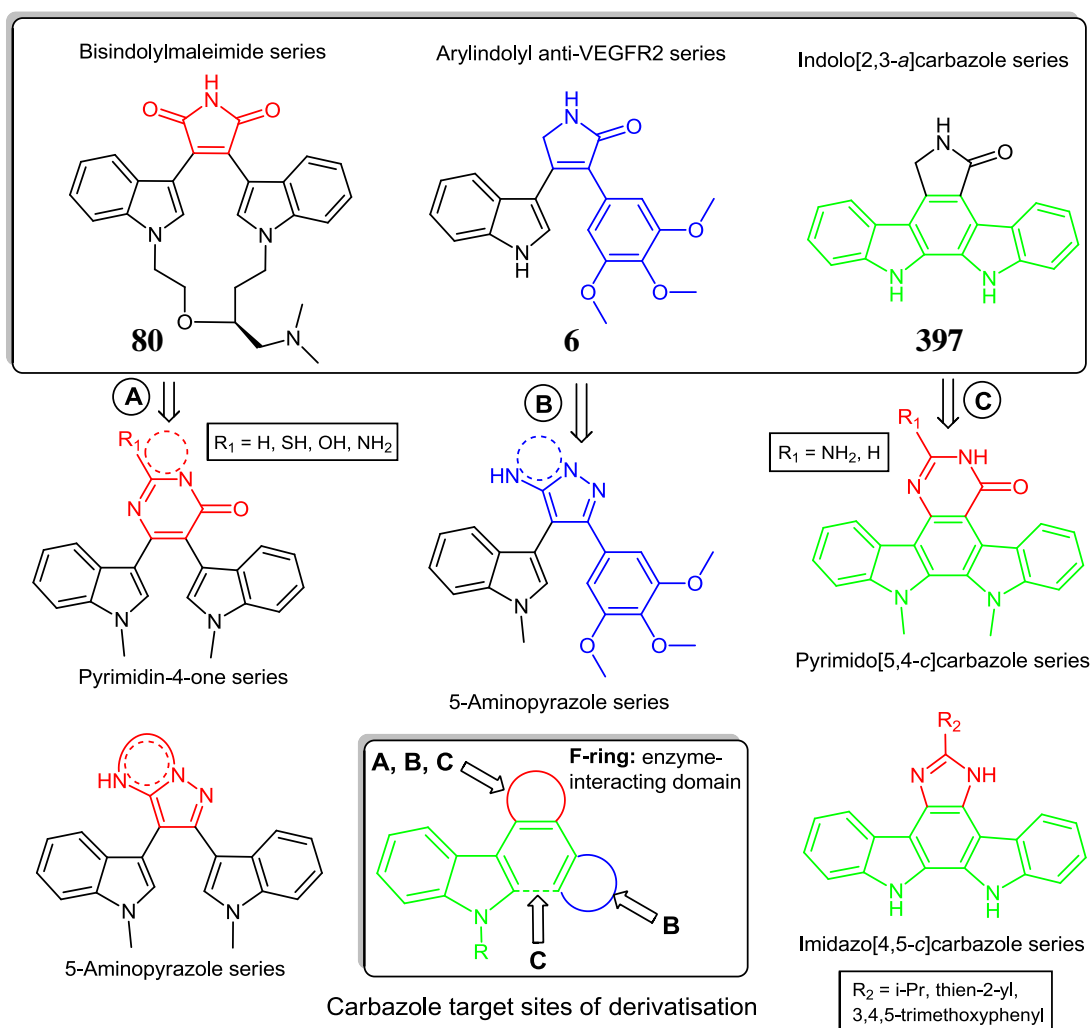 Bisindolylmaleimide series
Arylindolyl anti-VEGFR2 series
Indolo[2,3-a]carbazole series
H
N
O
O
N
N
O
N
80
H
N
O
N
H
O
O
O
6
H
N
O
N
H
N
H
397
A
B
C
R1 = H, SH, OH, NH2
R1 = NH2, H
R1
N
N
O
N
N
Pyrimidin-4-one series
HN
N
N
N
O
O
O
5-Aminopyrazole series
R1
NH
N
O
N
N
Pyrimido[5,4-c]carbazole series
HN
N
N
N
N
5-Aminopyrazole series
F-ring: enzyme-
interacting domain
A, B, C
N
R
C
B
Carbazole target sites of derivatisation
R2
N
NH
N
H
N
H
Imidazo[4,5-c]carbazole series
R2 = i-Pr, thien-2-yl,
3,4,5-trimethoxyphenyl